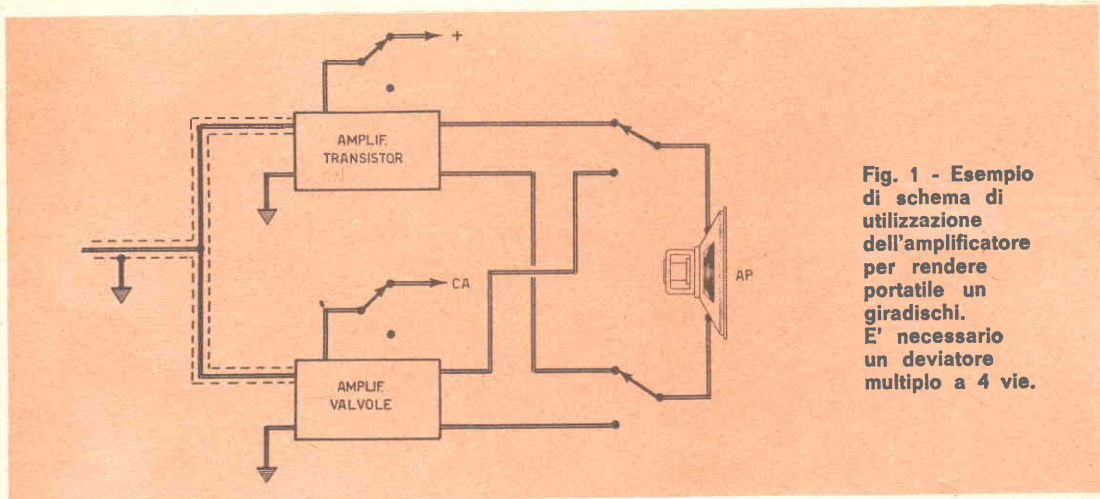 +
AMPLIF.
TRANSISTOR
CA
AMPLIF.
VALVOLE
AP
Fig. 1 - Esempio
di schema di
utilizzazione
dell'amplificatore
per rendere
portatile un
giradischi.
E' necessario
un deviatore
multiplo a 4 vie.